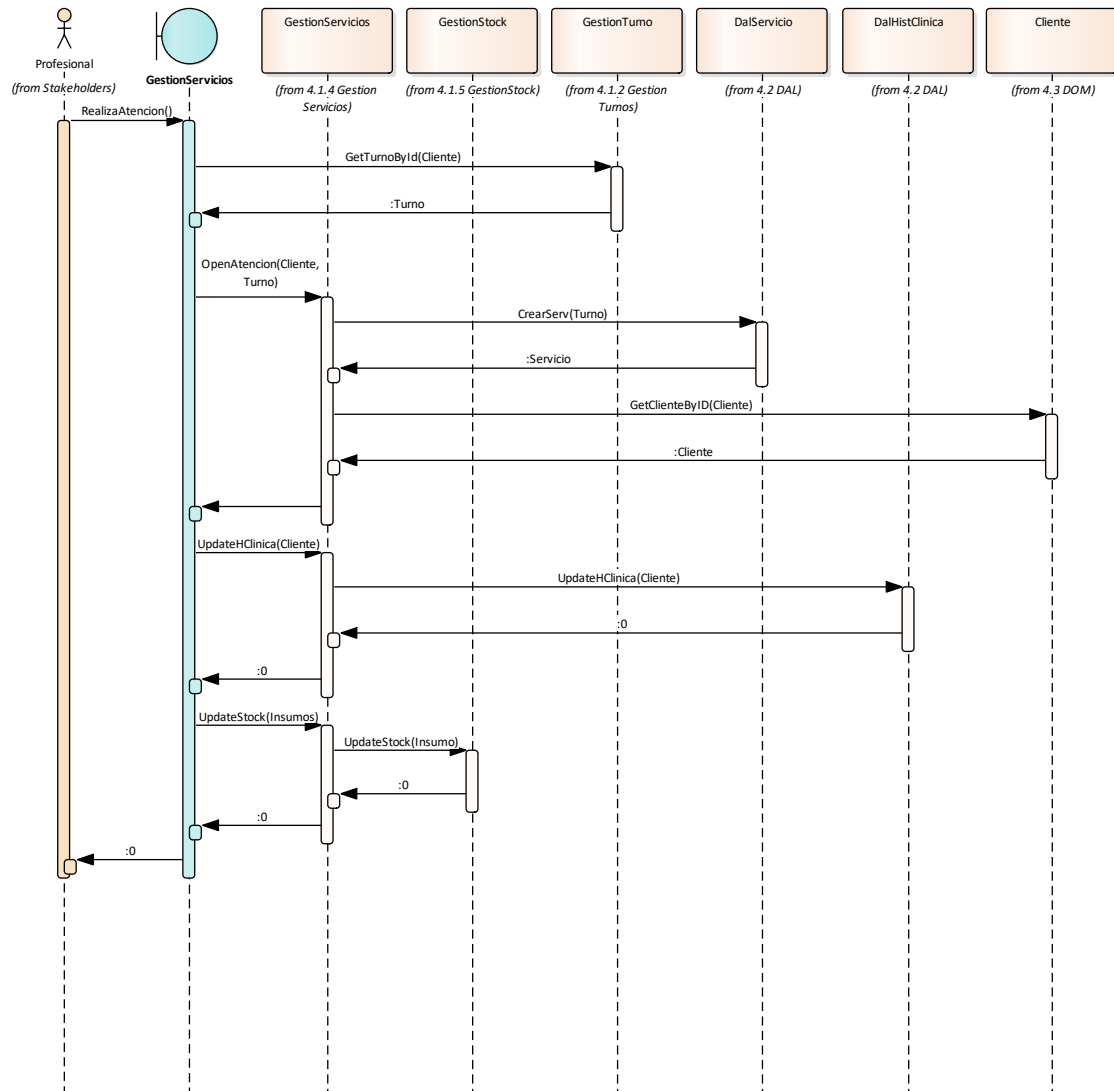 GestionServicios
GestionStock
GestionTurno
DalServicio
DalHistClinica
Cliente
Profesional
GestionServicios
(from Stakeholders)
(from 4.1.4 Gestion
Servicios)
(from 4.1.5 GestionStock)
(from 4.1.2 Gestion
Turnos)
(from 4.2 DAL)
(from 4.2 DAL)
(from 4.3 DOM)
RealizaAtencion()
GetTurnoById(Cliente)
:Turno
OpenAtencion(Cliente,
Turno)
CrearServ(Turno)
:Servicio
GetClienteByID(Cliente)
:Cliente
UpdateHClinica(Cliente)
UpdateHClinica(Cliente)
:0
:0
UpdateStock(Insumos)
UpdateStock(Insumo)
:0
:0
:0